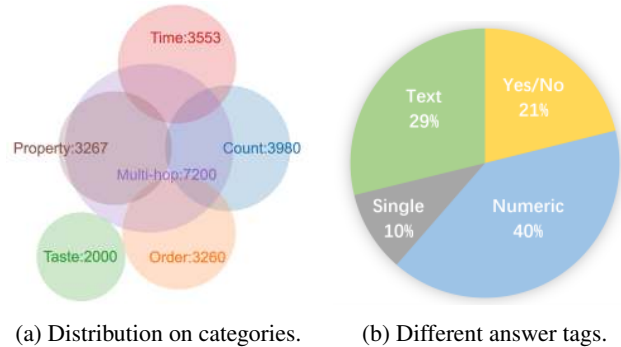 Time:3553
Property:3267
Count:3980
Multi-hop:7200
Taste:2000
Order:3260
(a) Distribution on categories.
Text
29%
Yes/No
21%
Single
10%
Numeric
40%
(b) Different answer tags.